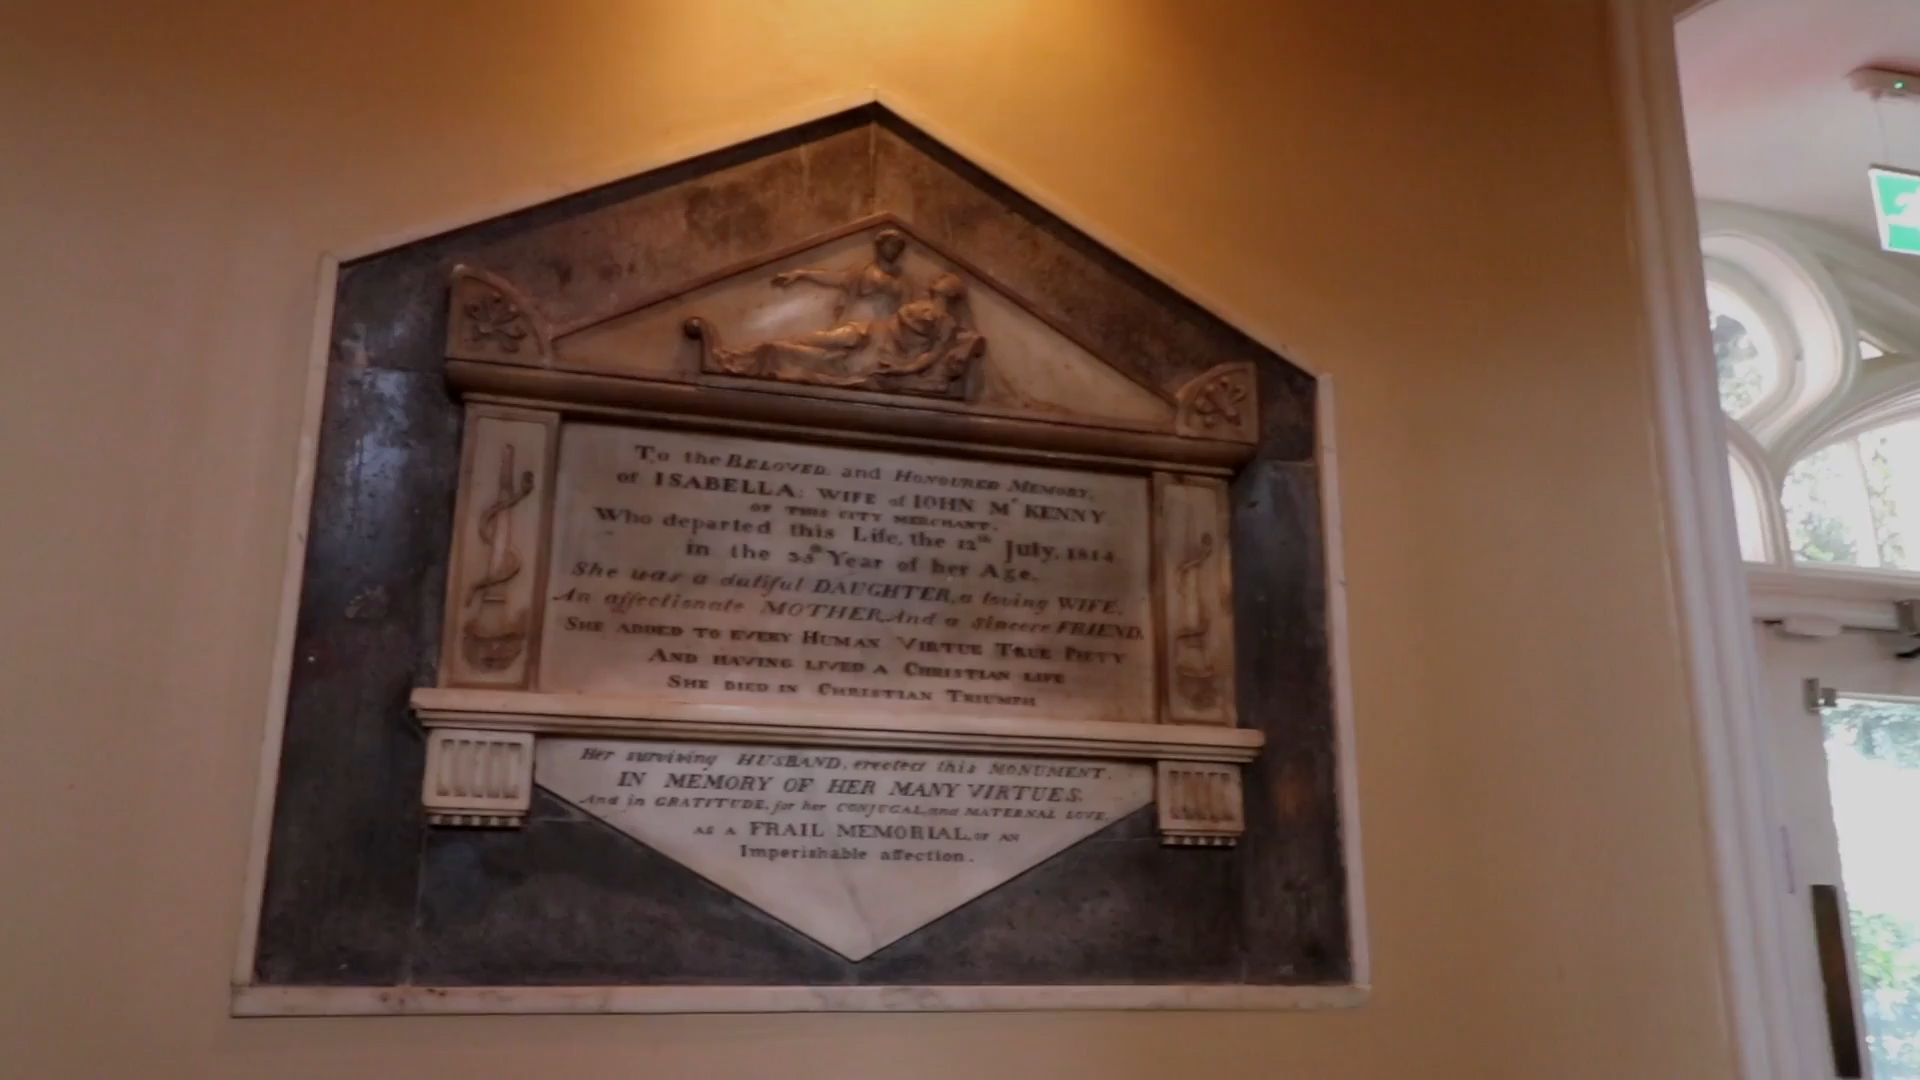 To the BELOVED and HONOURED MEMORY,
of ISABELLA; WIFE of IOHN Mc KENNY
OF THIS CITY MERCHANT.
Who departed this Life, the 12th July, 1814
in the 35th Year of her Age.
She was a dutiful DAUGHTER, a loving WIFE,
An affectionate MOTHER, And a sincere FRIEND.
SHE ADDED TO EVERY HUMAN VIRTUE TRUE PIETY
AND HAVING LIVED A CHRISTIAN LIFE
SHE DIED IN CHRISTIAN TRIUMPH
Her surviving HUSBAND, erected this MONUMENT,
IN MEMORY OF HER MANY VIRTUES,
And in GRATITUDE, for her CONJUGAL, and MATERNAL LOVE,
AS A FRAIL MEMORIAL, OF AN
Imperishable affection.